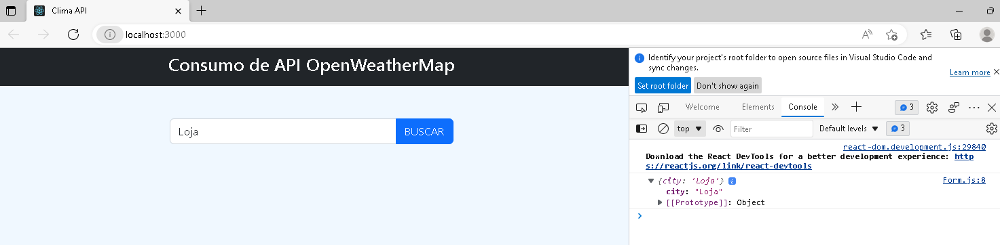 Clima API
localhost:3000
Consumo de API OpenWeatherMap
Loja
BUSCAR
Identify your project's root folder to open source files in Visual Studio Code and
sync changes.
Learn more
Set root folder Don't show again
Welcome Elements Console 3
top Filter Default levels 3
react-dom.development.js:29840
Download the React DevTools for a better development experience: http
s://reactjs.org/link/react-devtools
{city: 'Loja'} i Form.js:8
city: "Loja"
[[Prototype]]: Object